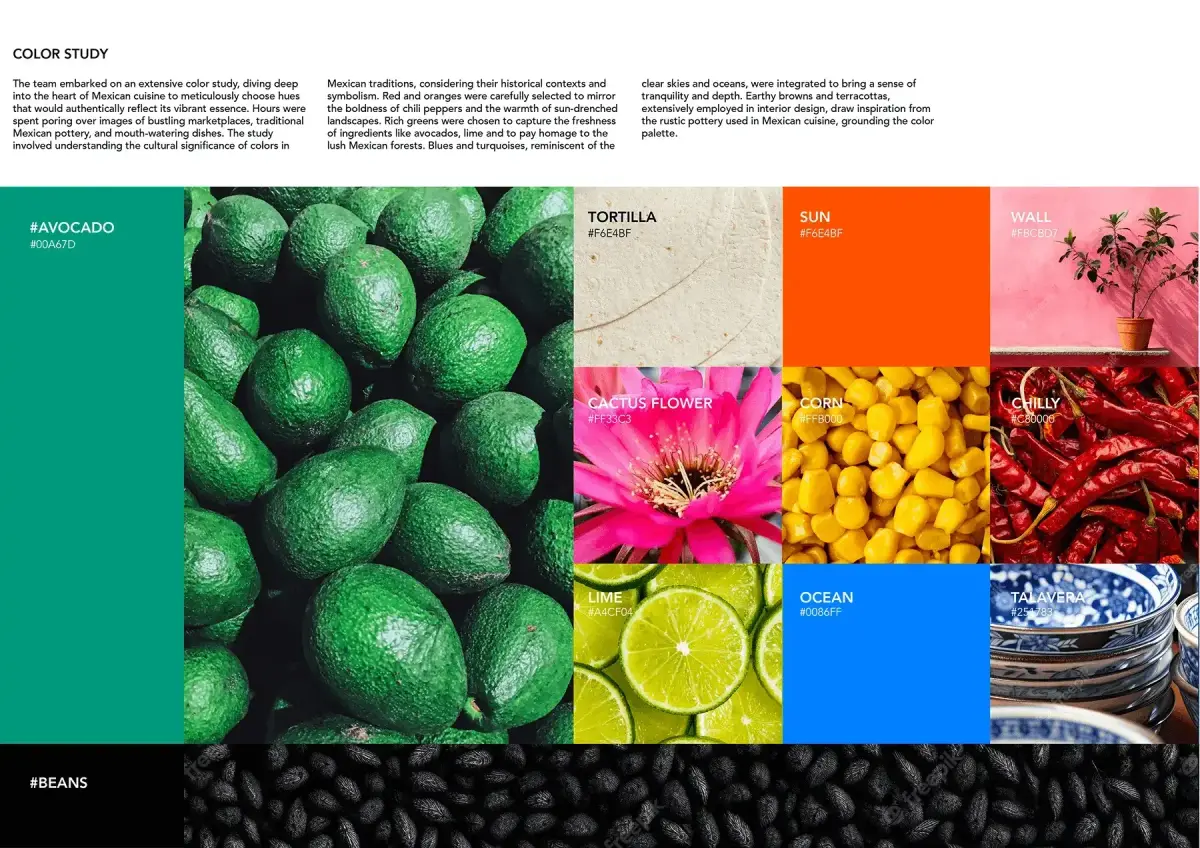 COLOR STUDY
The team embarked on an extensive color study, diving deep
into the heart of Mexican cuisine to meticulously choose hues
that would authentically reflect its vibrant essence. Hours were
spent poring over images of bustling marketplaces, traditional
Mexican pottery, and mouth-watering dishes. The study
involved understanding the cultural significance of colors in
Mexican traditions, considering their historical contexts and
symbolism. Red and oranges were carefully selected to mirror
the boldness of chili peppers and the warmth of sun-drenched
landscapes. Rich greens were chosen to capture the freshness
of ingredients like avocados, lime and to pay homage to the
lush Mexican forests. Blues and turquoises, reminiscent of the
clear skies and oceans, were integrated to bring a sense of
tranquility and depth. Earthy browns and terracottas,
extensively employed in interior design, draw inspiration from
the rustic pottery used in Mexican cuisine, grounding the color
palette.
#AVOCADO
#00A67D
TORTILLA
#F6E4BF
SUN
#F6E4BF
WALL
#FBCBD7
CACTUS FLOWER
#FF33C3
CORN
#FFB000
CHILLY
#C80000
LIME
#A4CF04
OCEAN
#0086FF
TALAVERA
#251783
#BEANS
freepik
freepik